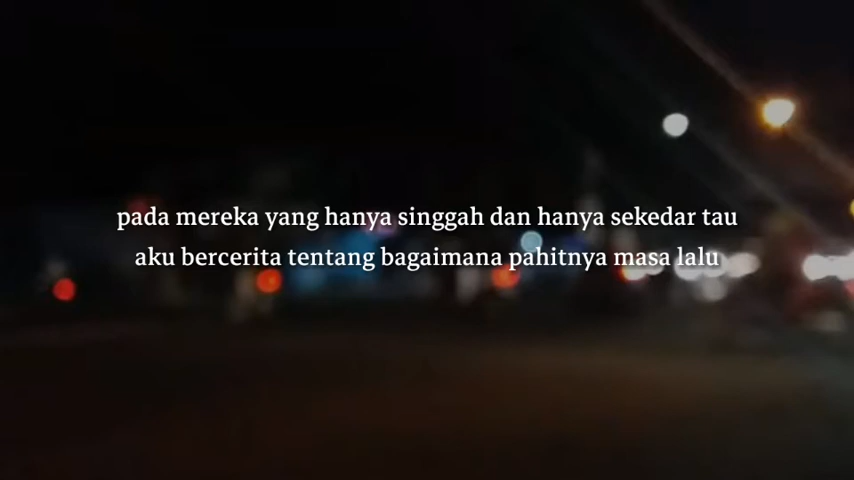 pada mereka yang hanya singgah dan hanya sekedar tau
aku bercerita tentang bagaimana pahitnya masa lalu